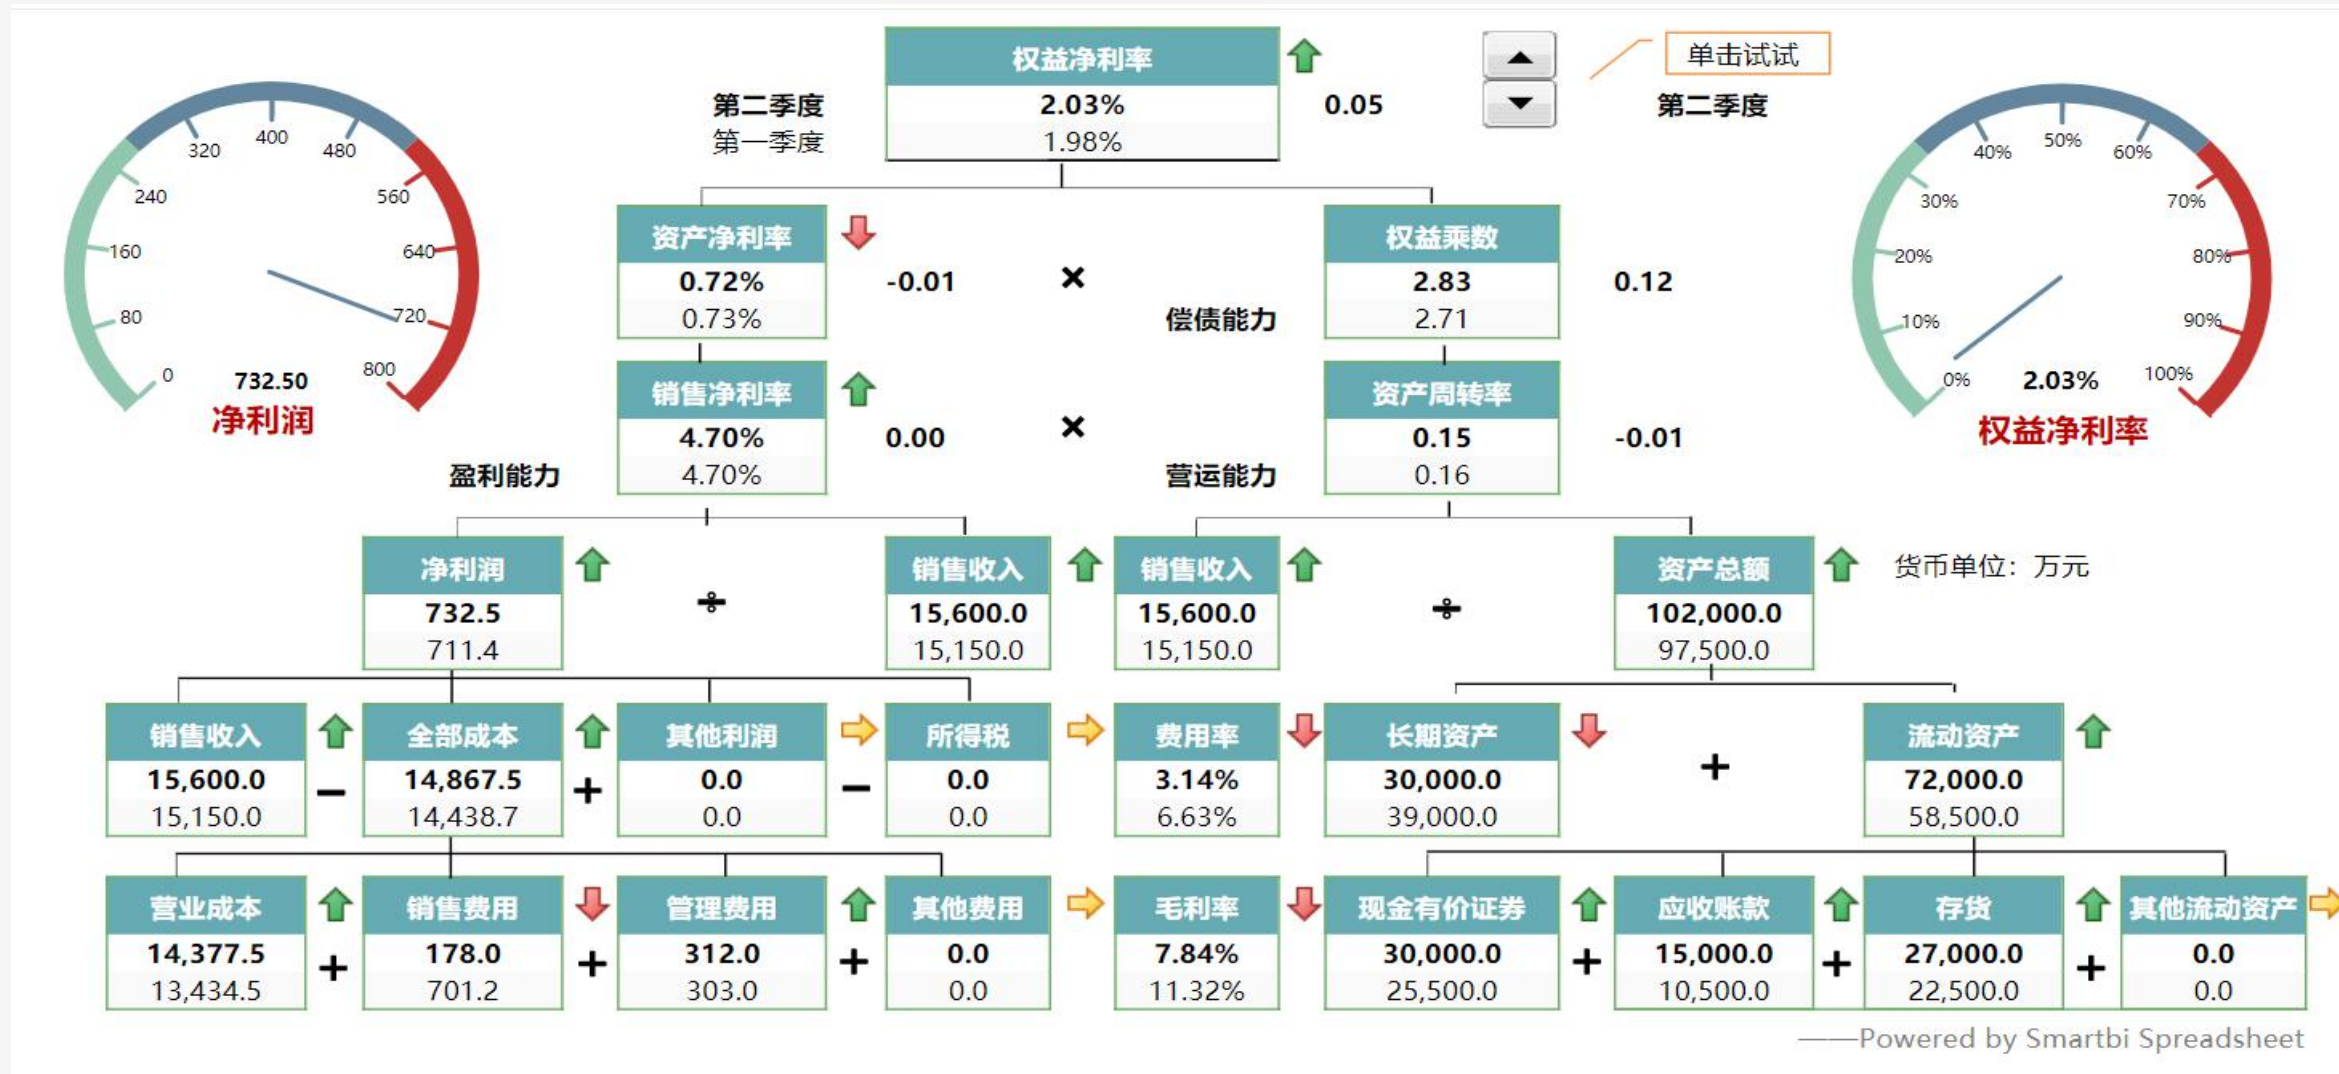 权益净利率
单击试试
第二季度
2.03%
0.05
第二季度
第一季度
1.98%
320
400
480
240
560
160
640
80
720
0
800
732.50
净利润
40%
50%
60%
30%
70%
20%
80%
10%
90%
0%
100%
2.03%
权益净利率
资产净利率
权益乘数
0.72%
-0.01
×
2.83
0.12
0.73%
偿债能力
2.71
销售净利率
资产周转率
4.70%
0.00
×
0.15
-0.01
盈利能力
4.70%
营运能力
0.16
净利润
销售收入
销售收入
资产总额
货币单位：万元
732.5
÷
15,600.0
15,600.0
÷
102,000.0
711.4
15,150.0
15,150.0
97,500.0
销售收入
全部成本
其他利润
所得税
费用率
长期资产
流动资产
15,600.0
−
14,867.5
+
0.0
−
0.0
3.14%
30,000.0
+
72,000.0
15,150.0
14,438.7
0.0
0.0
6.63%
39,000.0
58,500.0
营业成本
销售费用
管理费用
其他费用
毛利率
现金有价证券
应收账款
存货
其他流动资产
14,377.5
+
178.0
+
312.0
+
0.0
7.84%
30,000.0
+
15,000.0
+
27,000.0
+
0.0
13,434.5
701.2
303.0
0.0
11.32%
25,500.0
10,500.0
22,500.0
0.0
——Powered by Smartbi Spreadsheet